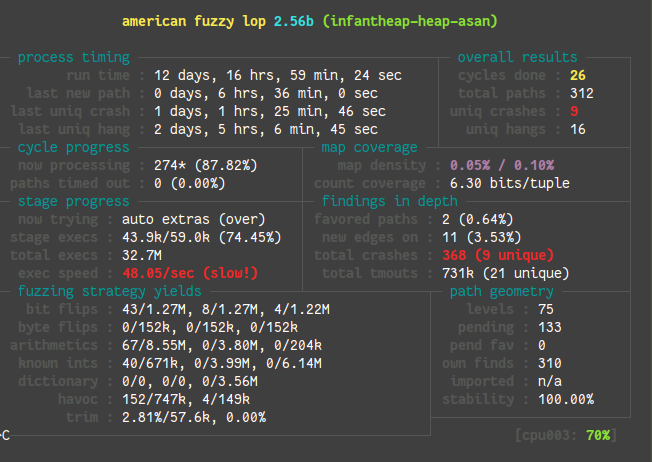 american fuzzy lop 2.56b (infantheap-heap-asan)
process timing
overall results
run time : 12 days, 16 hrs, 59 min, 24 sec
cycles done : 26
last new path : 0 days, 6 hrs, 36 min, 0 sec
total paths : 312
last uniq crash : 1 days, 1 hrs, 25 min, 46 sec
uniq crashes : 9
last uniq hang : 2 days, 5 hrs, 6 min, 45 sec
uniq hangs : 16
cycle progress
map coverage
now processing : 274* (87.82%)
map density : 0.05% / 0.10%
paths timed out : 0 (0.00%)
count coverage : 6.30 bits/tuple
stage progress
findings in depth
now trying : auto extras (over)
favored paths : 2 (0.64%)
stage execs : 43.9k/59.0k (74.45%)
new edges on : 11 (3.53%)
total execs : 32.7M
total crashes : 368 (9 unique)
exec speed : 48.05/sec (slow!)
total tmouts : 731k (21 unique)
fuzzing strategy yields
path geometry
bit flips : 43/1.27M, 8/1.27M, 4/1.22M
levels : 75
byte flips : 0/152k, 0/152k, 0/152k
pending : 133
arithmetics : 67/8.55M, 0/3.80M, 0/204k
pend fav : 0
known ints : 40/671k, 0/3.99M, 0/6.14M
own finds : 310
dictionary : 0/0, 0/0, 0/3.56M
imported : n/a
havoc : 152/747k, 4/149k
stability : 100.00%
trim : 2.81%/57.6k, 0.00%
C
[cpu003: 70%]